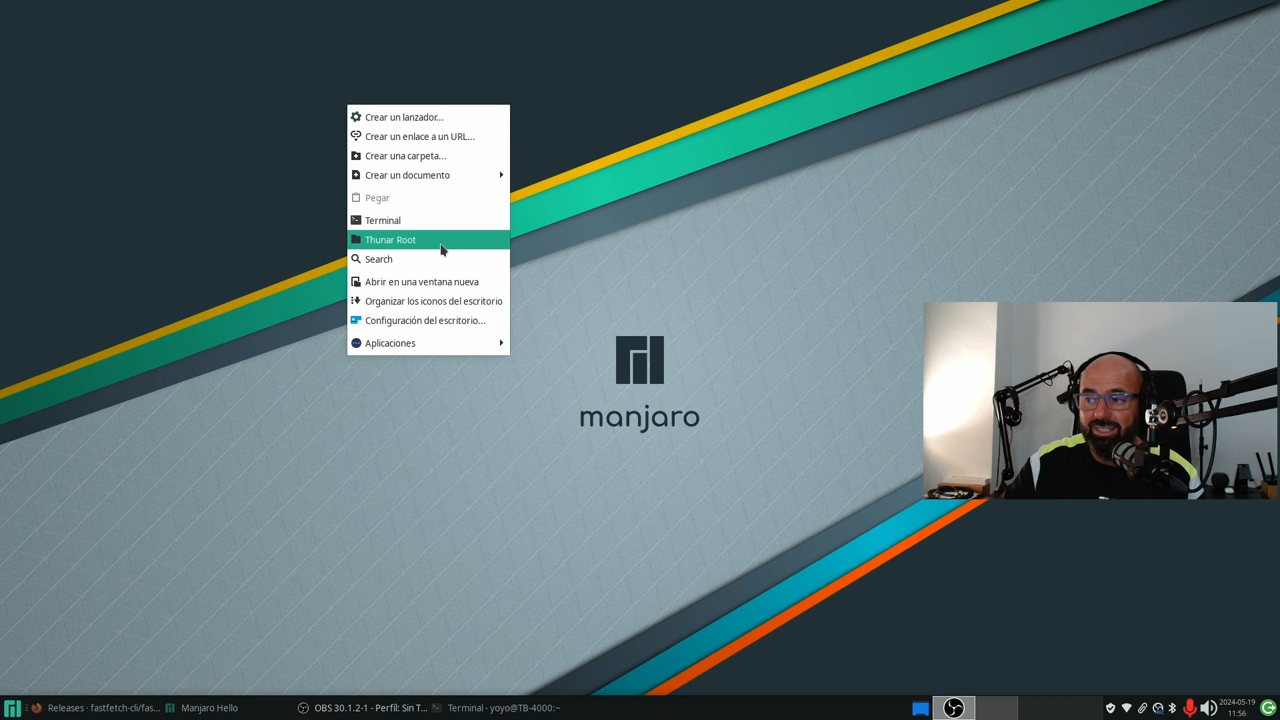 Crear un lanzador...
Crear un enlace a un URL...
Crear una carpeta...
Crear un documento
Pegar
Terminal
Thunar Root
Search
Abrir en una ventana nueva
Organizar los iconos del escritorio
Configuración del escritorio...
Aplicaciones
manjaro
Releases · fastfetch-cli/fas...
Manjaro Hello
OBS 30.1.2-1 - Perfil: Sin T...
Terminal - yoyo@TB-4000:~
2024-05-19
11:56